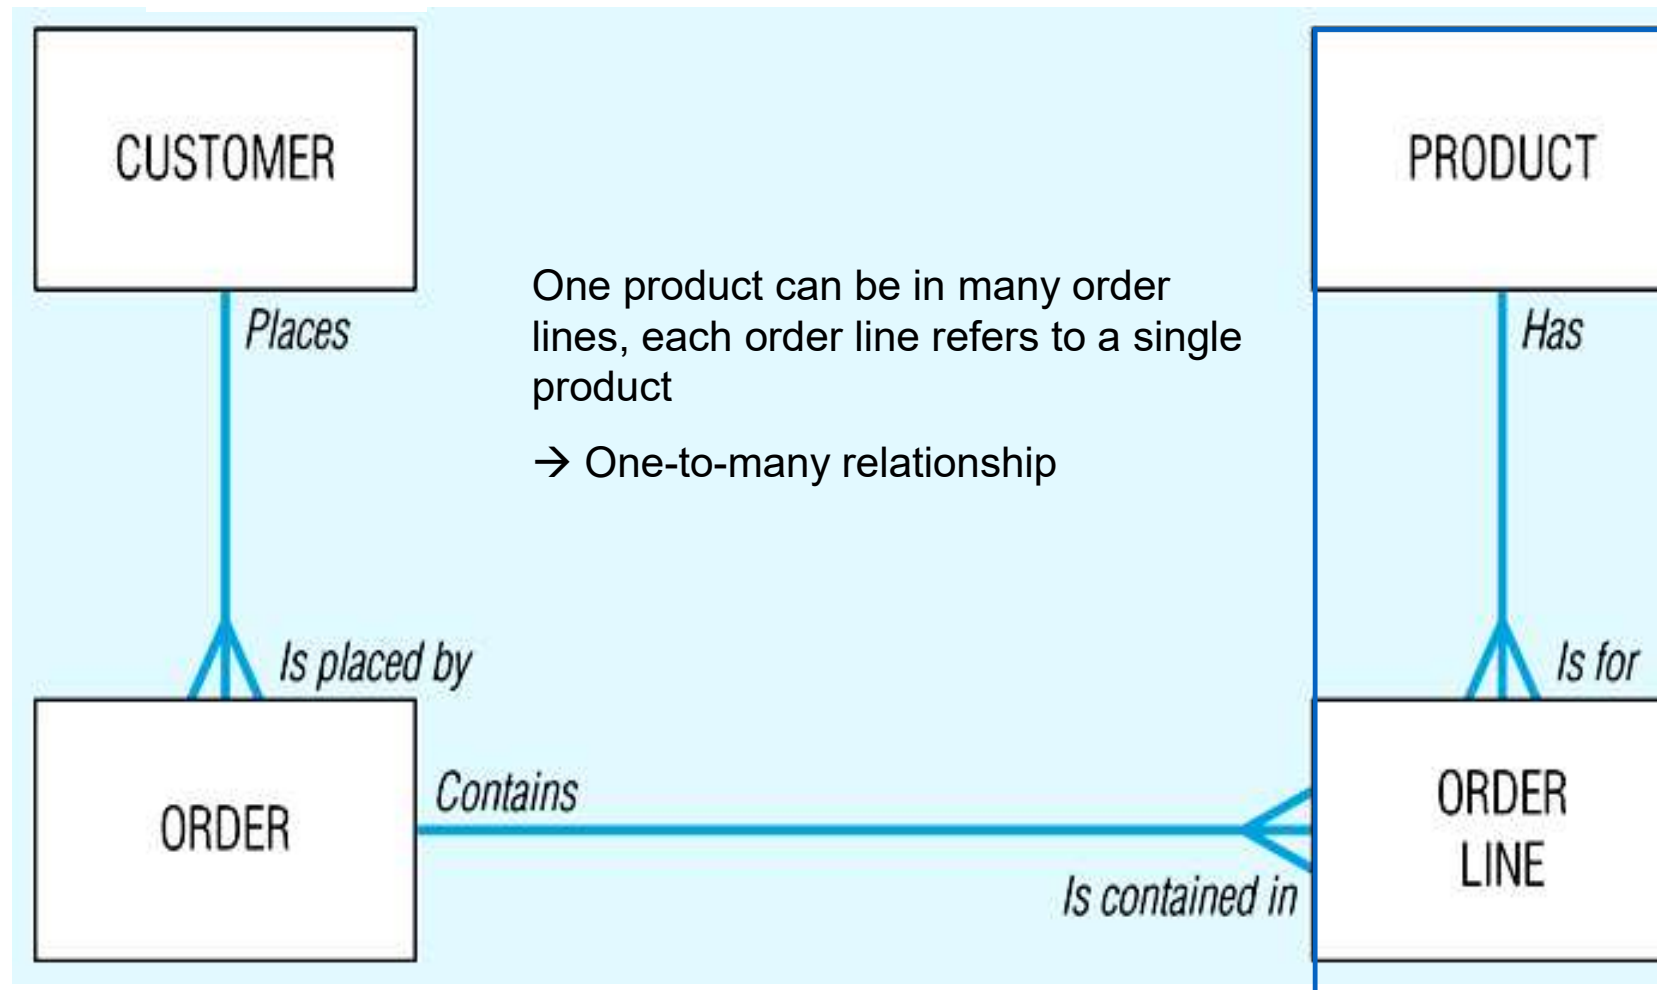 CUSTOMER
PRODUCT
One product can be in many order
lines, each order line refers to a single
product
→ One-to-many relationship
Places
Has
Is placed by
Is for
ORDER
Contains
Is contained in
ORDER
LINE